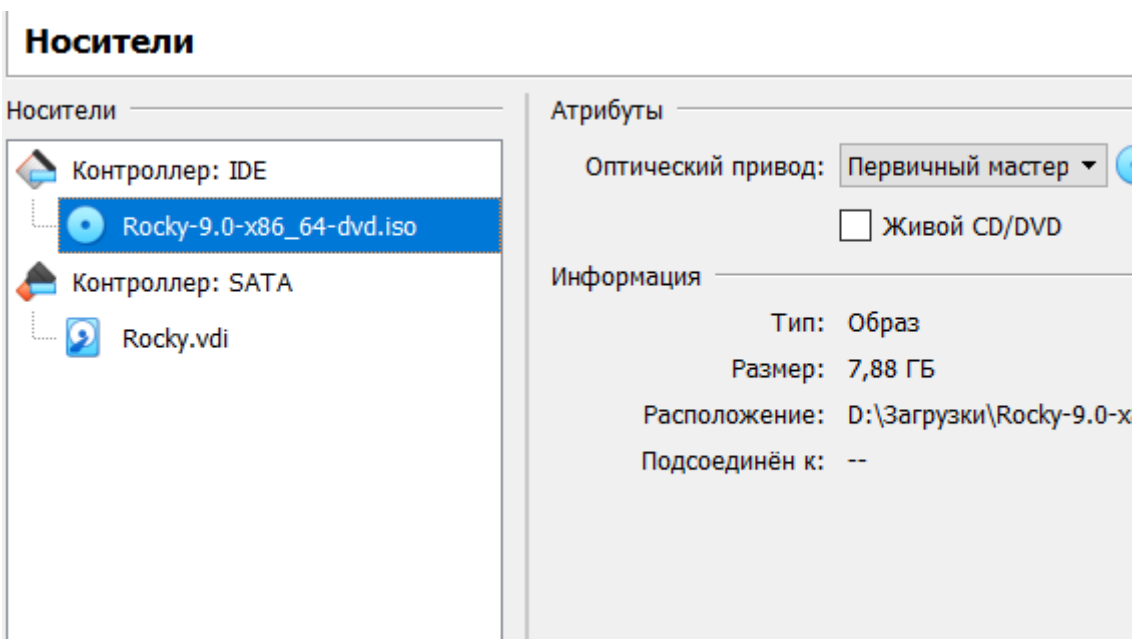 Носители
Носители
Контроллер: IDE
Rocky-9.0-x86_64-dvd.iso
Контроллер: SATA
Rocky.vdi
Атрибуты
Оптический привод: Первичный мастер
Живой CD/DVD
Информация
Тип: Образ
Размер: 7,88 ГБ
Расположение: D:\Загрузки\Rocky-9.0-x
Подсоединён к: --